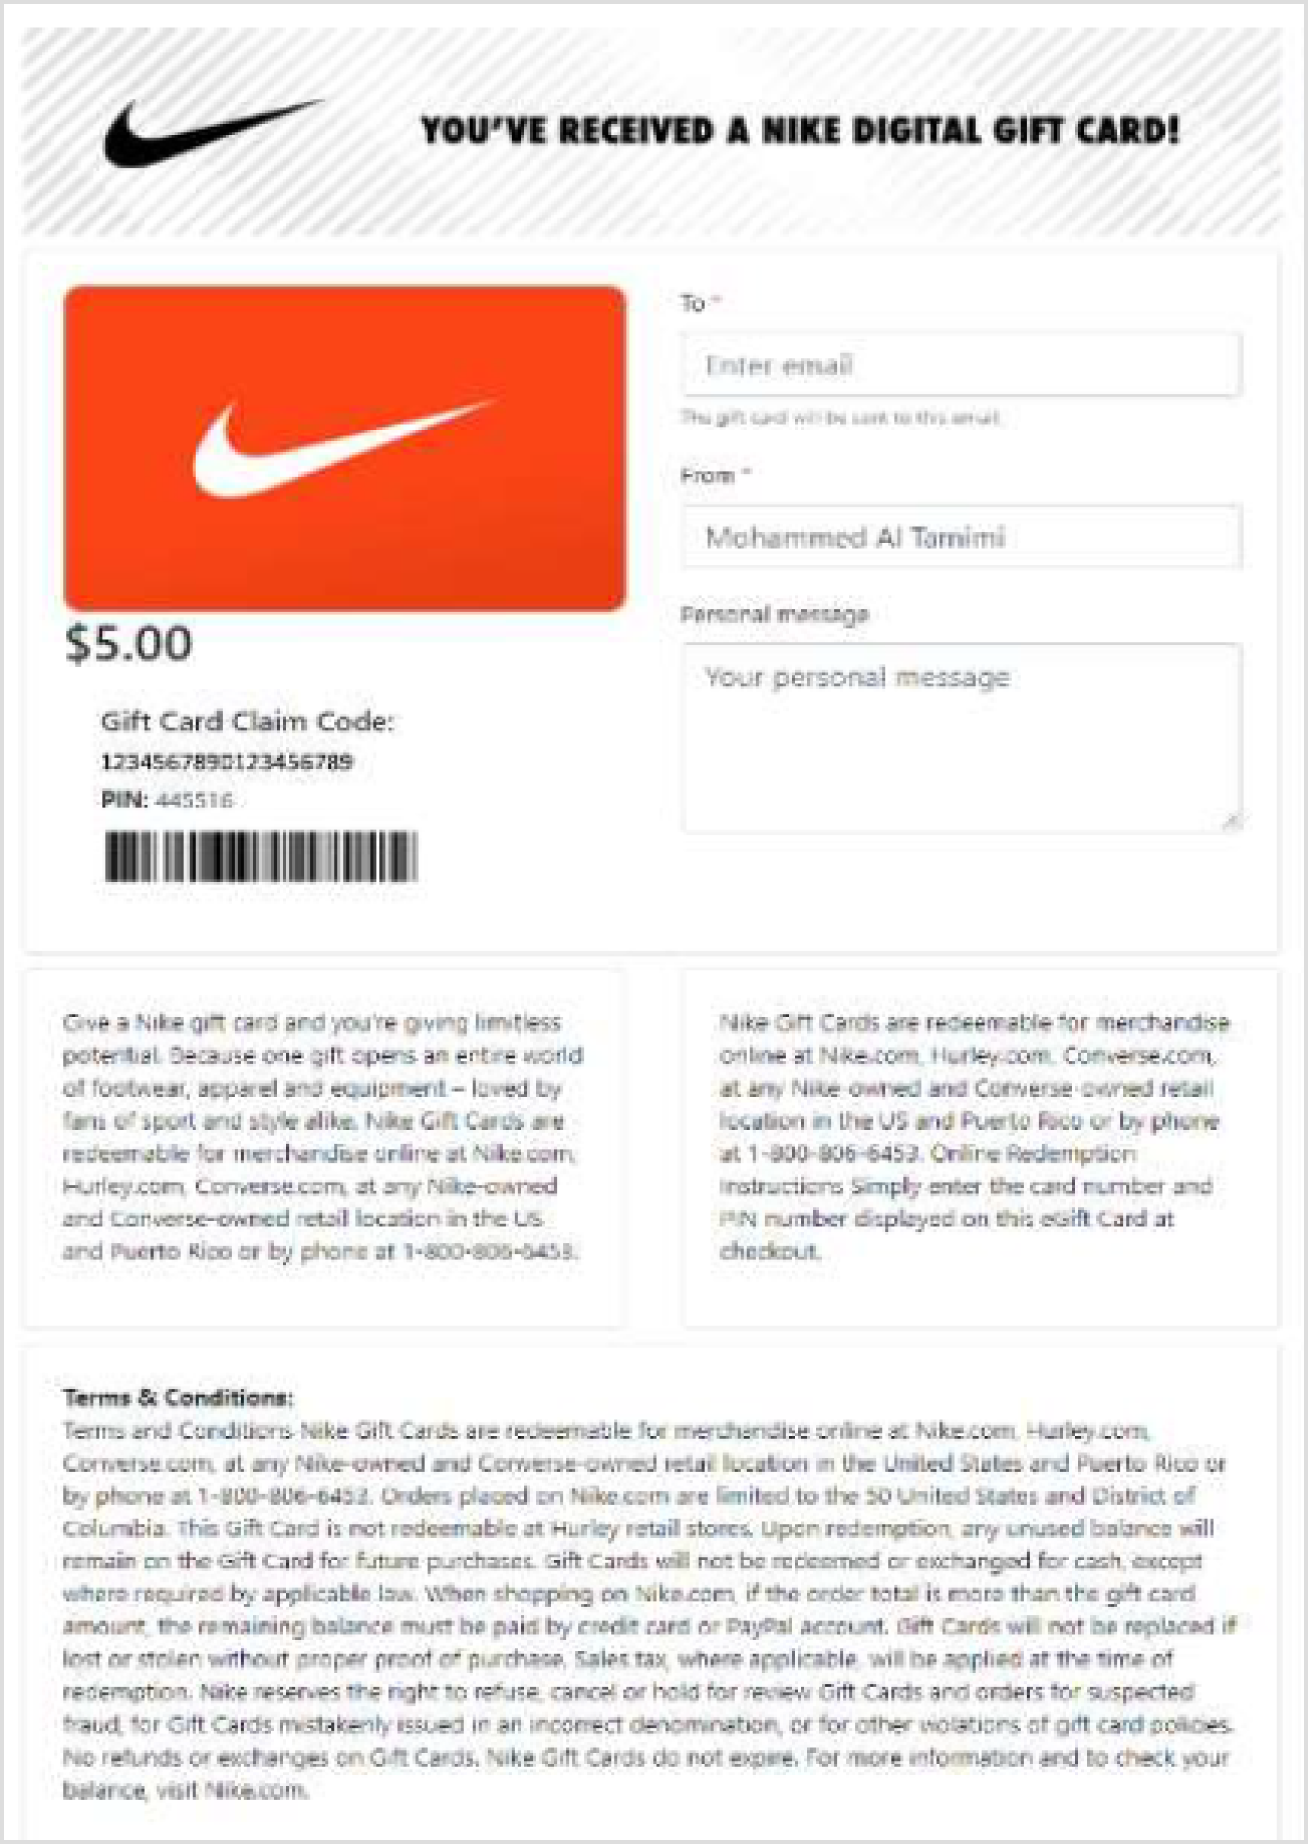 YOU'VE RECEIVED A NIKE DIGITAL GIFT CARD!
To *
Enter email
The gift card will be sent to this email.
From *
Mohammed Al Tamimi
Personal message
Your personal message
$5.00
Gift Card Claim Code:
1234567890123456789
PIN: 445516
Give a Nike gift card and you're giving limitless
potential. Because one gift opens an entire world
of footwear, apparel and equipment – loved by
fans of sport and style alike. Nike Gift Cards are
redeemable for merchandise online at Nike.com,
Hurley.com, Converse.com, at any Nike-owned
and Converse-owned retail location in the US
and Puerto Rico or by phone at 1-800-806-6453.
Nike Gift Cards are redeemable for merchandise
online at Nike.com, Hurley.com, Converse.com,
at any Nike-owned and Converse-owned retail
location in the US and Puerto Rico or by phone
at 1-800-806-6453. Online Redemption
Instructions Simply enter the card number and
PIN number displayed on this eGift Card at
checkout.
Terms & Conditions:
Terms and Conditions Nike Gift Cards are redeemable for merchandise online at Nike.com, Hurley.com,
Converse.com, at any Nike-owned and Converse-owned retail location in the United States and Puerto Rico or
by phone at 1-800-806-6453. Orders placed on Nike.com are limited to the 50 United States and District of
Columbia. This Gift Card is not redeemable at Hurley retail stores. Upon redemption, any unused balance will
remain on the Gift Card for future purchases. Gift Cards will not be redeemed or exchanged for cash, except
where required by applicable law. When shopping on Nike.com, if the order total is more than the gift card
amount, the remaining balance must be paid by credit card or PayPal account. Gift Cards will not be replaced if
lost or stolen without proper proof of purchase. Sales tax, where applicable, will be applied at the time of
redemption. Nike reserves the right to refuse, cancel or hold for review Gift Cards and orders for suspected
fraud, for Gift Cards mistakenly issued in an incorrect denomination, or for other violations of gift card policies.
No refunds or exchanges on Gift Cards. Nike Gift Cards do not expire. For more information and to check your
balance, visit Nike.com.